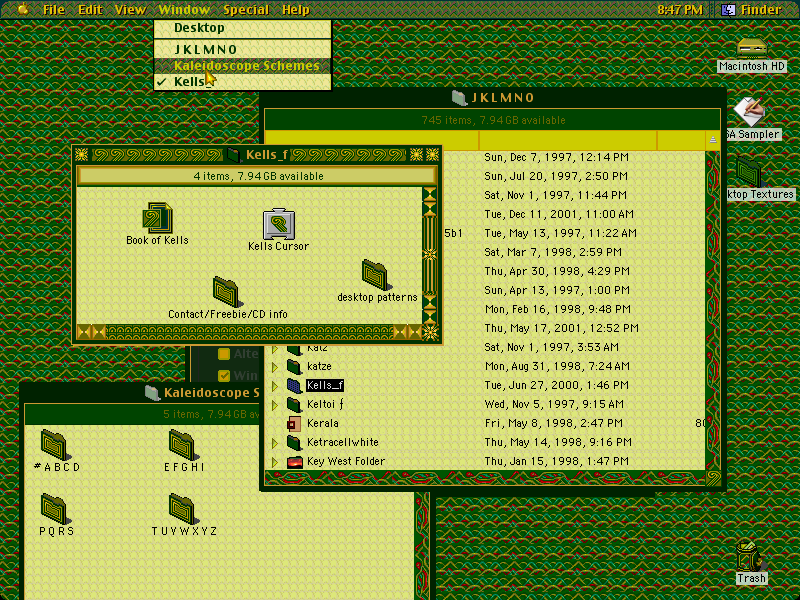 File Edit View Window Special Help 8:47 PM Finder
Desktop
JKLMNO
Kaleidoscope Schemes
✓ Kells_f
Macintosh HD
JKLMNO
745 items, 7.94 GB available
SA Sampler
Kells_f
4 items, 7.94 GB available
Sun, Dec 7, 1997, 12:14 PM
Sun, Jul 20, 1997, 2:50 PM
Sat, Nov 1, 1997, 11:44 PM
ktop Textures
Tue, Dec 11, 2001, 11:00 AM
5b1 Tue, May 13, 1997, 11:22 AM
Book of Kells
Kells Cursor
Sat, Mar 7, 1998, 2:59 PM
Thu, Apr 30, 1998, 4:29 PM
Sun, Apr 13, 1997, 1:00 PM
desktop patterns
Mon, Feb 16, 1998, 9:48 PM
Contact/Freebie/CD info
Thu, May 17, 2001, 12:52 PM
Katz Sat, Nov 1, 1997, 3:53 AM
Alte
katze Mon, Aug 31, 1998, 7:24 AM
Win
Kells_f Tue, Jun 27, 2000, 1:46 PM
Kaleidoscope S
Keltoi ƒ Wed, Nov 5, 1997, 9:15 AM
5 items, 7.94 GB av
Kerala Fri, May 8, 1998, 2:47 PM 80
Ketracellwhite Thu, May 14, 1998, 9:16 PM
Key West Folder Thu, Jan 15, 1998, 1:47 PM
#ABCD EFGHI
PQRS TUVWXYZ
Trash